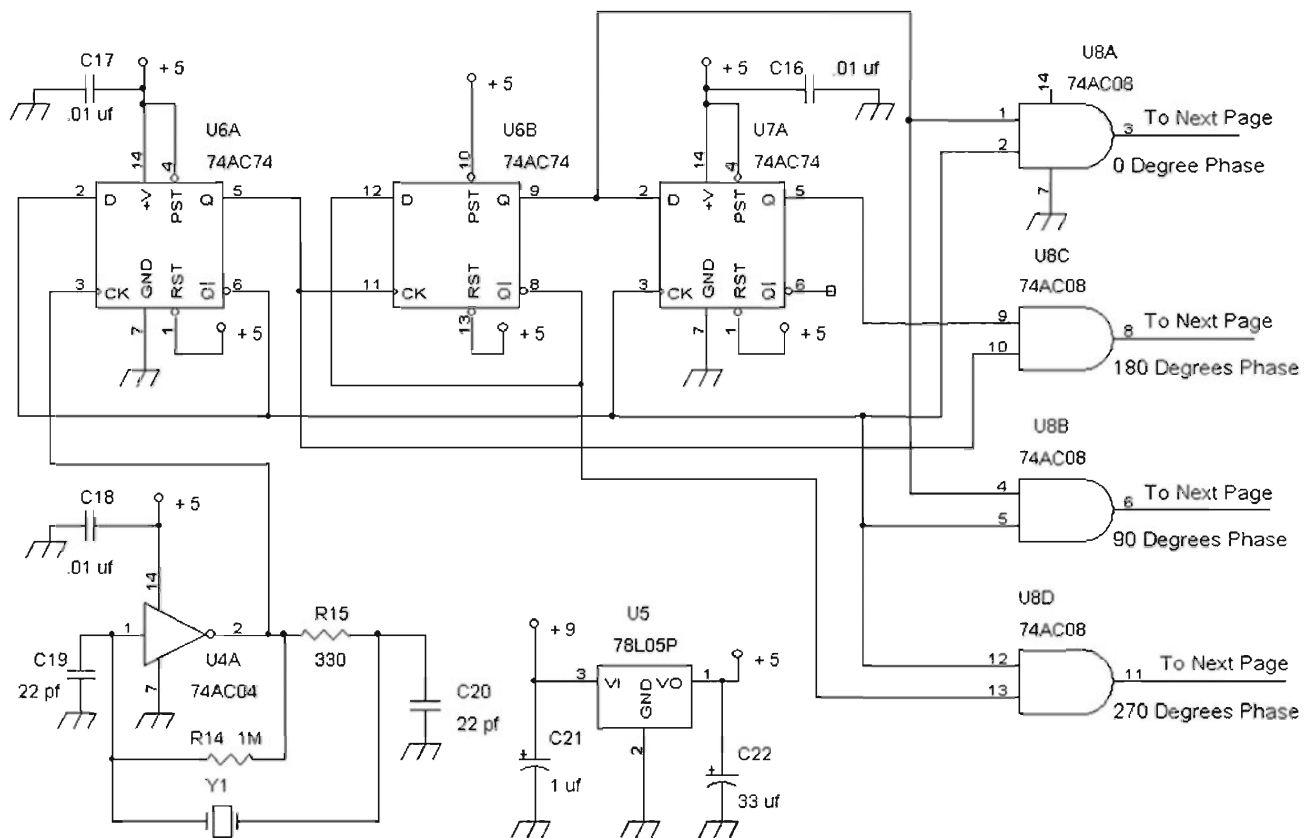 C17
+ 5
.01 uf
+ 5
+ 5
C16
.01 uf
U6A
74AC74
14
4
2
D
+V
PST
Q
5
3
CK
GND
RST
Q
6
7
1
+ 5
U6B
74AC74
10
12
D
PST
Q
9
11
CK
RST
Q
8
13
+ 5
U7A
74AC74
14
4
2
D
+V
PST
Q
5
3
CK
GND
RST
Q
6
7
1
+ 5
U8A
74AC08
14
1
2
3
7
To Next Page
0 Degree Phase
U8C
74AC08
9
10
8
To Next Page
180 Degrees Phase
U8B
74AC08
4
5
6
To Next Page
90 Degrees Phase
U8D
74AC08
12
13
11
To Next Page
270 Degrees Phase
C18
+ 5
.01 uf
14
1
2
7
U4A
74AC04
C19
22 pf
R15
330
C20
22 pf
R14 1M
Y1
+ 9
U5
78L05P
+ 5
3
VI
GND
VO
1
2
C21
1 uf
C22
33 uf